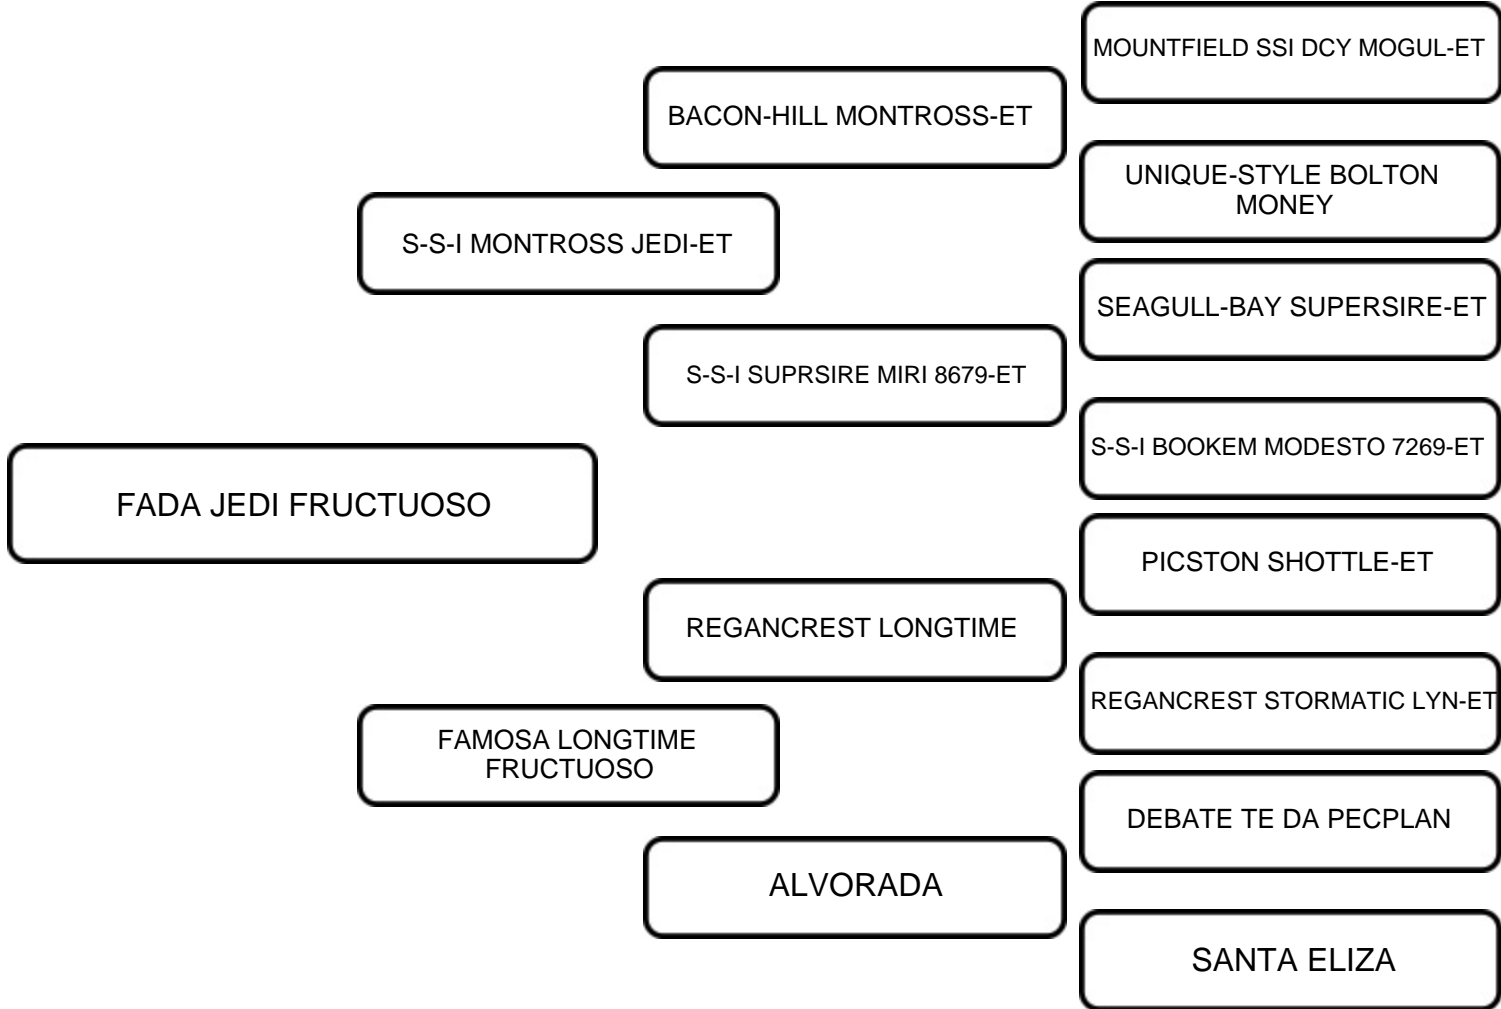 MOUNTFIELD SSI DCY MOGUL-ET
BACON-HILL MONTROSS-ET
UNIQUE-STYLE BOLTON
MONEY
S-S-I MONTROSS JEDI-ET
SEAGULL-BAY SUPERSIRE-ET
S-S-I SUPRSIRE MIRI 8679-ET
S-S-I BOOKEM MODESTO 7269-ET
FADA JEDI FRUCTUOSO
PICSTON SHOTTLE-ET
REGANCREST LONGTIME
REGANCREST STORMATIC LYN-ET
FAMOSA LONGTIME
FRUCTUOSO
DEBATE TE DA PECPLAN
ALVORADA
SANTA ELIZA